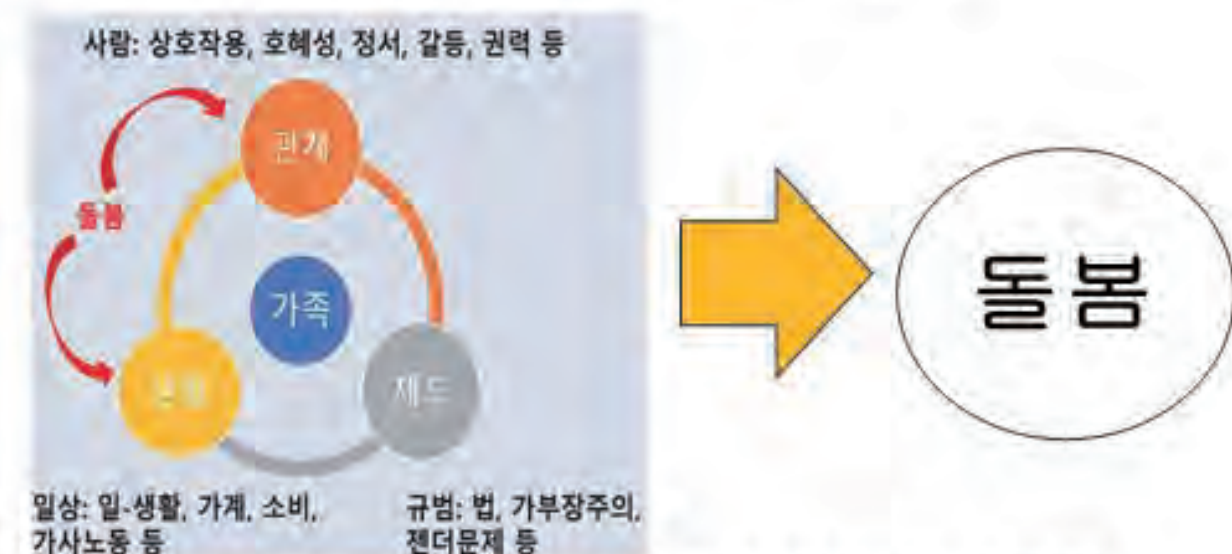 사람: 상호작용, 호혜성, 정서, 갈등, 권력 등
관계
돌봄
가족
돌봄
제도
일상: 일-생활, 가계, 소비,
가사노동 등
규범: 법, 가부장주의,
젠더문제 등